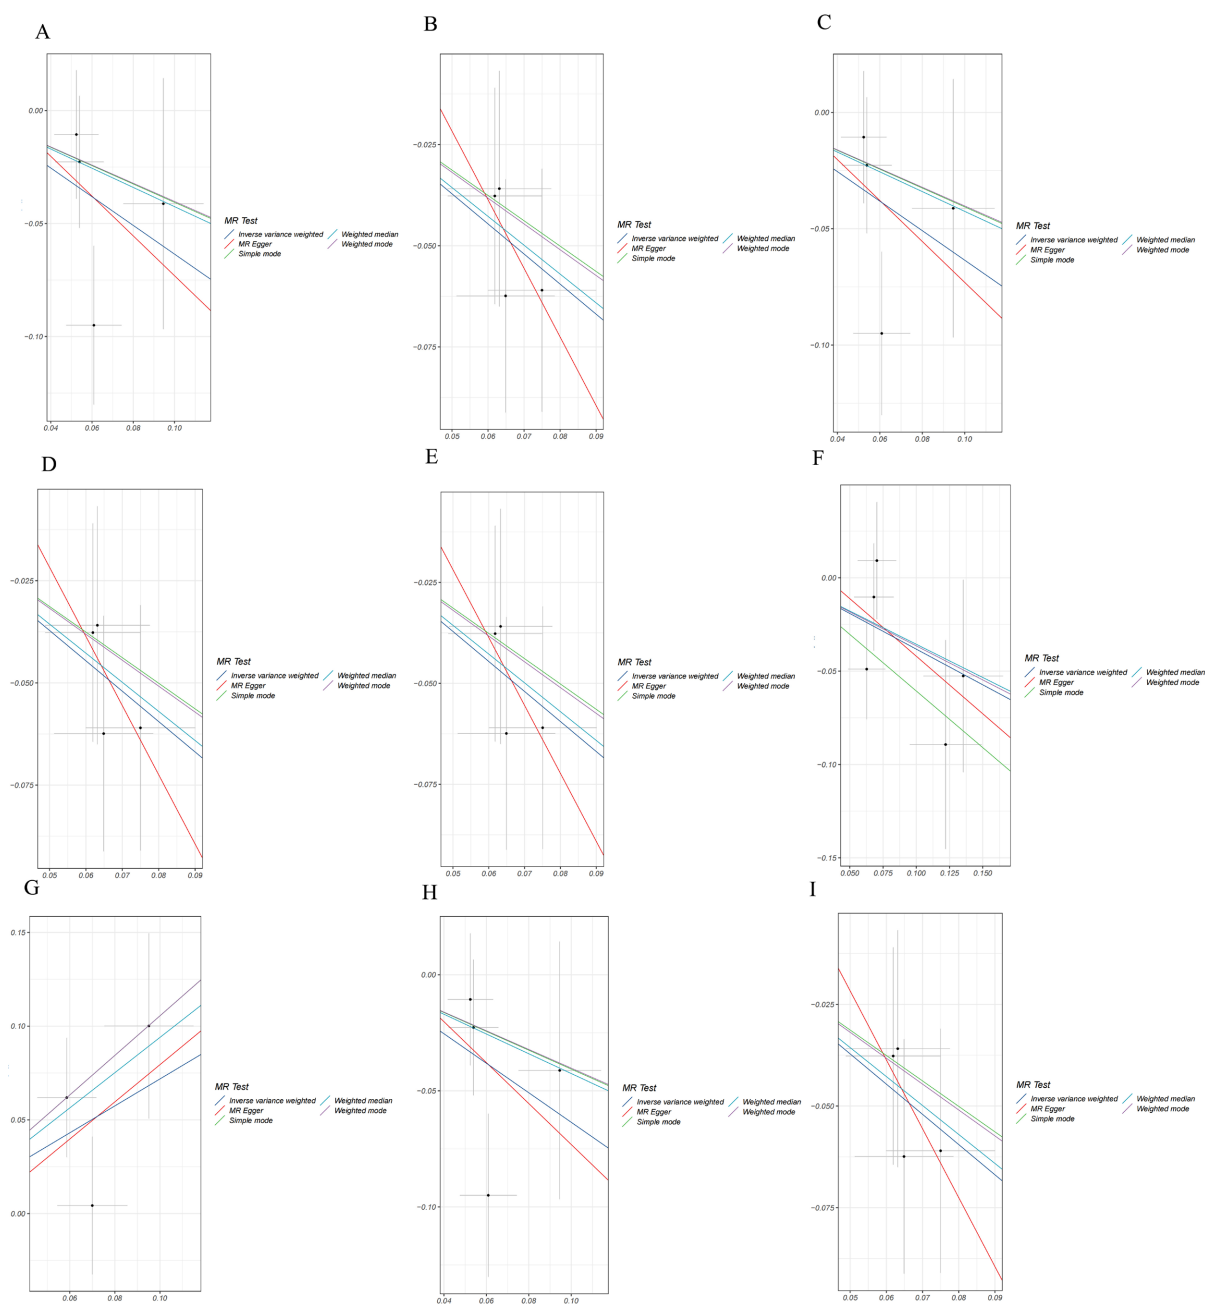 A
0.00
−0.05
−0.10
0.04 0.06 0.08 0.10
MR Test
Inverse variance weighted Weighted median
MR Egger Weighted mode
Simple mode
B
−0.025
−0.050
−0.075
0.05 0.06 0.07 0.08 0.09
MR Test
Inverse variance weighted Weighted median
MR Egger Weighted mode
Simple mode
C
0.00
−0.05
−0.10
0.04 0.06 0.08 0.10
MR Test
Inverse variance weighted Weighted median
MR Egger Weighted mode
Simple mode
D
−0.025
−0.050
−0.075
0.05 0.06 0.07 0.08 0.09
MR Test
Inverse variance weighted Weighted median
MR Egger Weighted mode
Simple mode
E
−0.025
−0.050
−0.075
0.05 0.06 0.07 0.08 0.09
MR Test
Inverse variance weighted Weighted median
MR Egger Weighted mode
Simple mode
F
0.00
−0.05
−0.10
−0.15
0.050 0.075 0.100 0.125 0.150
MR Test
Inverse variance weighted Weighted median
MR Egger Weighted mode
Simple mode
G
0.15
0.10
0.05
0.00
0.06 0.08 0.10
MR Test
Inverse variance weighted Weighted median
MR Egger Weighted mode
Simple mode
H
0.00
−0.05
−0.10
0.04 0.06 0.08 0.10
MR Test
Inverse variance weighted Weighted median
MR Egger Weighted mode
Simple mode
I
−0.025
−0.050
−0.075
0.05 0.06 0.07 0.08 0.09
MR Test
Inverse variance weighted Weighted median
MR Egger Weighted mode
Simple mode